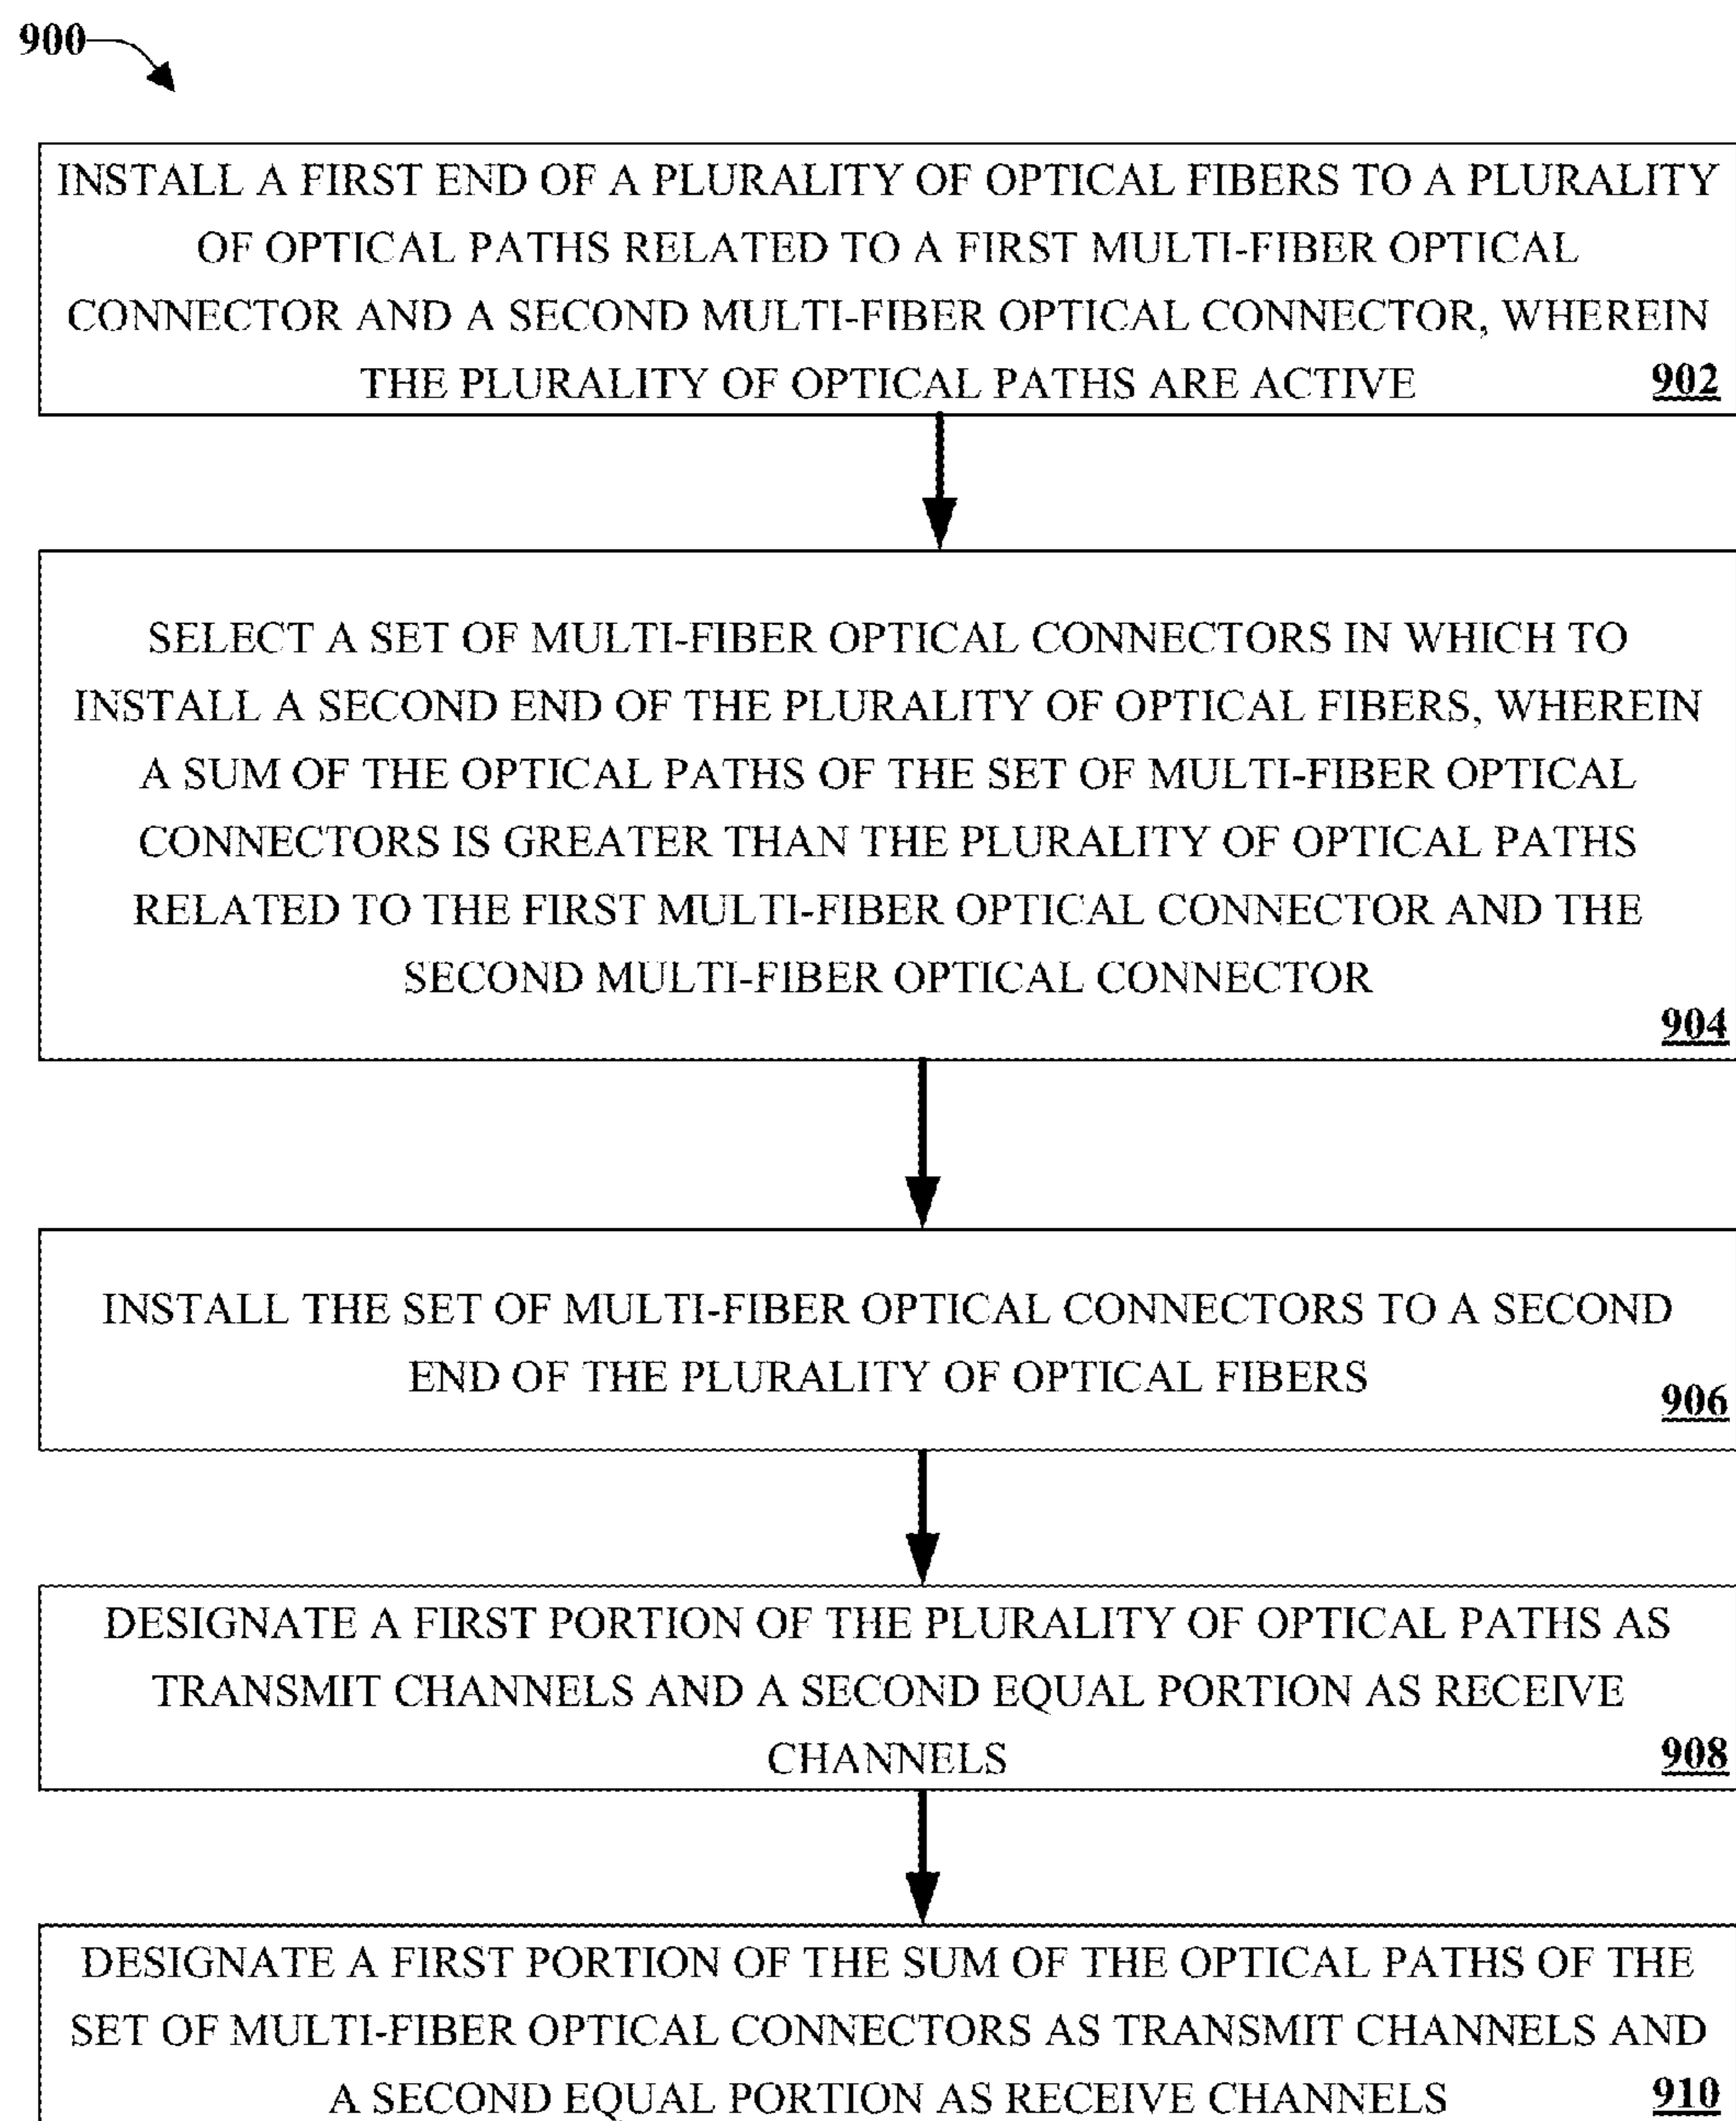 900
INSTALL A FIRST END OF A PLURALITY OF OPTICAL FIBERS TO A PLURALITY
OF OPTICAL PATHS RELATED TO A FIRST MULTI-FIBER OPTICAL
CONNECTOR AND A SECOND MULTI-FIBER OPTICAL CONNECTOR, WHEREIN
THE PLURALITY OF OPTICAL PATHS ARE ACTIVE
902
SELECT A SET OF MULTI-FIBER OPTICAL CONNECTORS IN WHICH TO
INSTALL A SECOND END OF THE PLURALITY OF OPTICAL FIBERS, WHEREIN
A SUM OF THE OPTICAL PATHS OF THE SET OF MULTI-FIBER OPTICAL
CONNECTORS IS GREATER THAN THE PLURALITY OF OPTICAL PATHS
RELATED TO THE FIRST MULTI-FIBER OPTICAL CONNECTOR AND THE
SECOND MULTI-FIBER OPTICAL CONNECTOR
904
INSTALL THE SET OF MULTI-FIBER OPTICAL CONNECTORS TO A SECOND
END OF THE PLURALITY OF OPTICAL FIBERS
906
DESIGNATE A FIRST PORTION OF THE PLURALITY OF OPTICAL PATHS AS
TRANSMIT CHANNELS AND A SECOND EQUAL PORTION AS RECEIVE
CHANNELS
908
DESIGNATE A FIRST PORTION OF THE SUM OF THE OPTICAL PATHS OF THE
SET OF MULTI-FIBER OPTICAL CONNECTORS AS TRANSMIT CHANNELS AND
A SECOND EQUAL PORTION AS RECEIVE CHANNELS
910